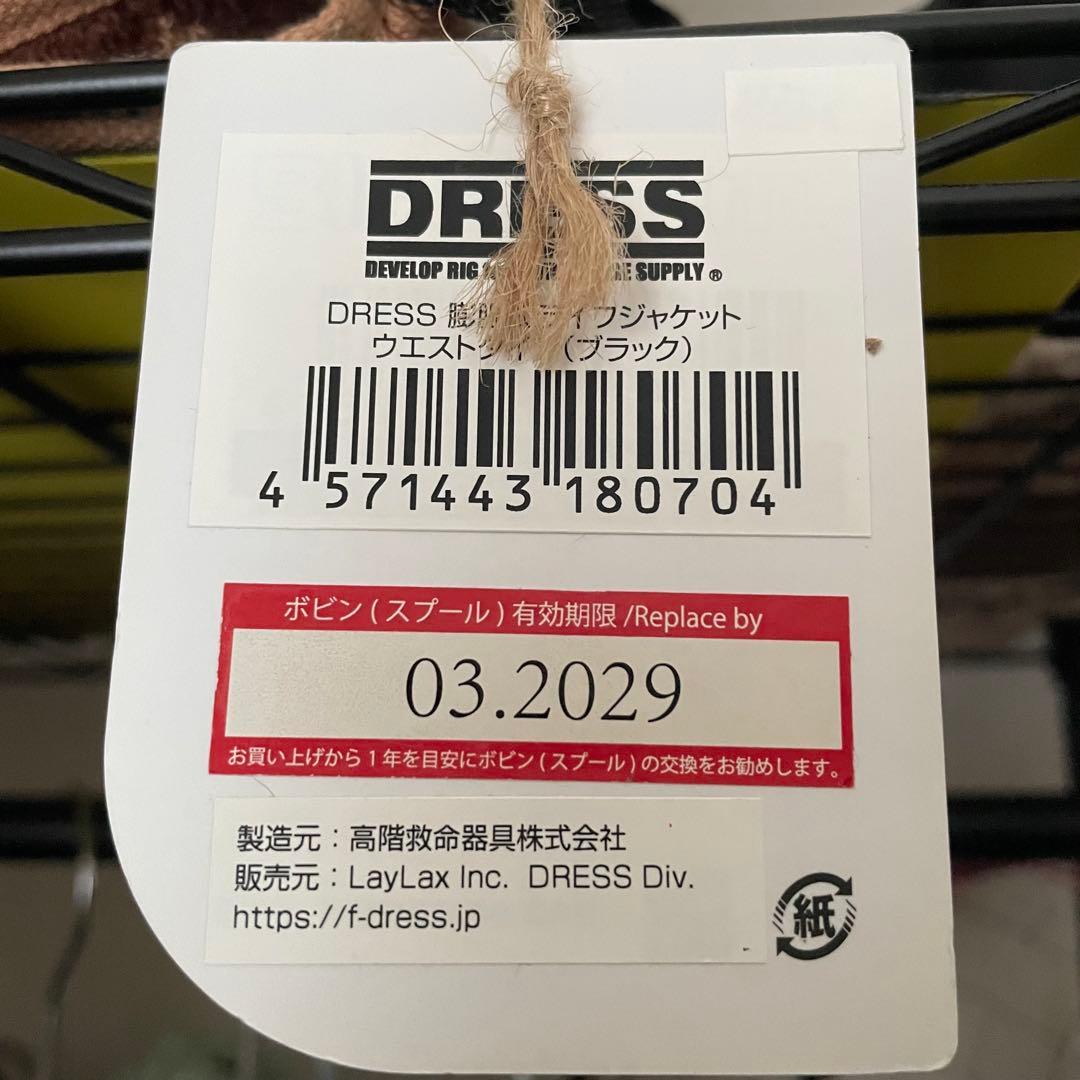 DRESS
DEVELOP RIG SUPPLY ®
DRESS 膨 ライフジャケット
ウエスト (ブラック)
4 571443 180704
ボビン(スプール)有効期限/Replace by
03.2029
お買い上げから1年を目安にボビン(スプール)の交換をお勧めします。
製造元：高階救命器具株式会社
販売元：LayLax Inc. DRESS Div.
https://f-dress.jp
紙